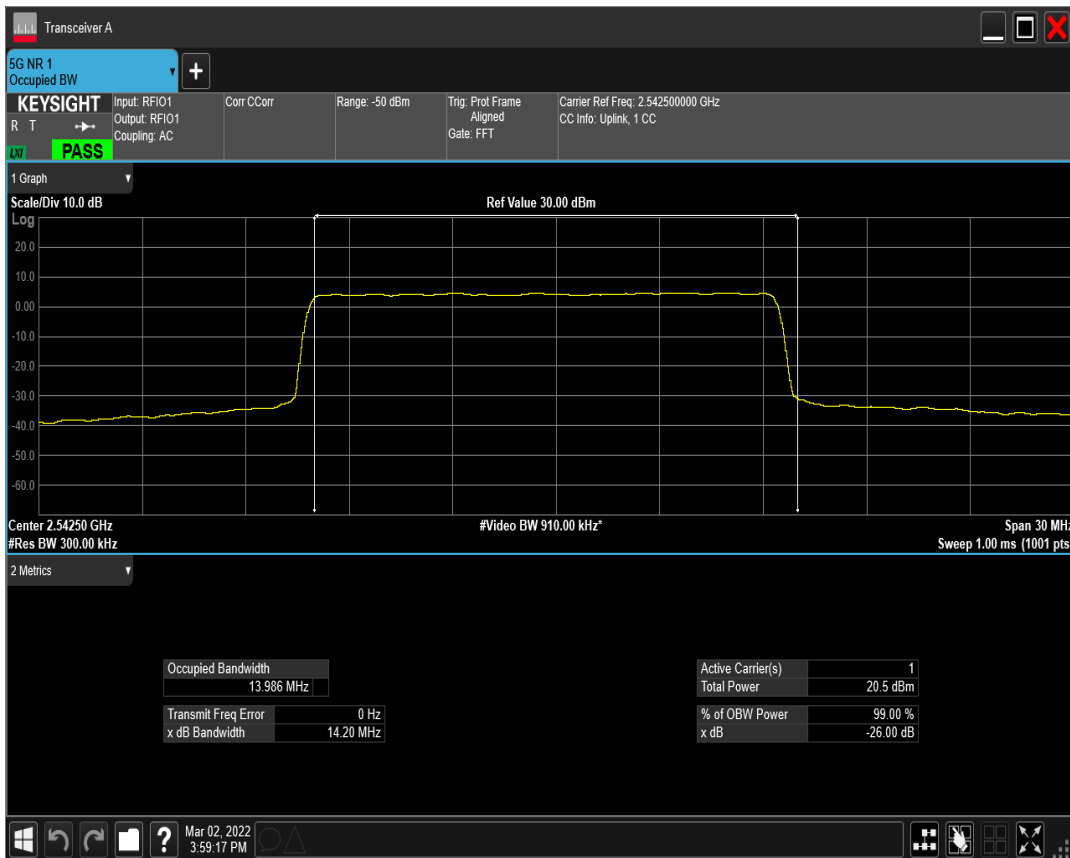 Transceiver A
5G NR 1
Occupied BW
+
KEYSIGHT
R T
LXI PASS
Input: RFIO1
Output: RFIO1
Coupling: AC
Corr CCorr
Range: -50 dBm
Trig: Prot Frame
Aligned
Gate: FFT
Carrier Ref Freq: 2.542500000 GHz
CC Info: Uplink, 1 CC
1 Graph
Scale/Div 10.0 dB
Ref Value 30.00 dBm
Log
20.0
10.0
0.00
-10.0
-20.0
-30.0
-40.0
-50.0
-60.0
Center 2.54250 GHz
#Video BW 910.00 kHz*
Span 30 MHz
#Res BW 300.00 kHz
Sweep 1.00 ms (1001 pts
2 Metrics
Occupied Bandwidth
13.986 MHz
Transmit Freq Error 0 Hz
x dB Bandwidth 14.20 MHz
Active Carrier(s) 1
Total Power 20.5 dBm
% of OBW Power 99.00 %
x dB -26.00 dB
?
Mar 02, 2022
3:59:17 PM